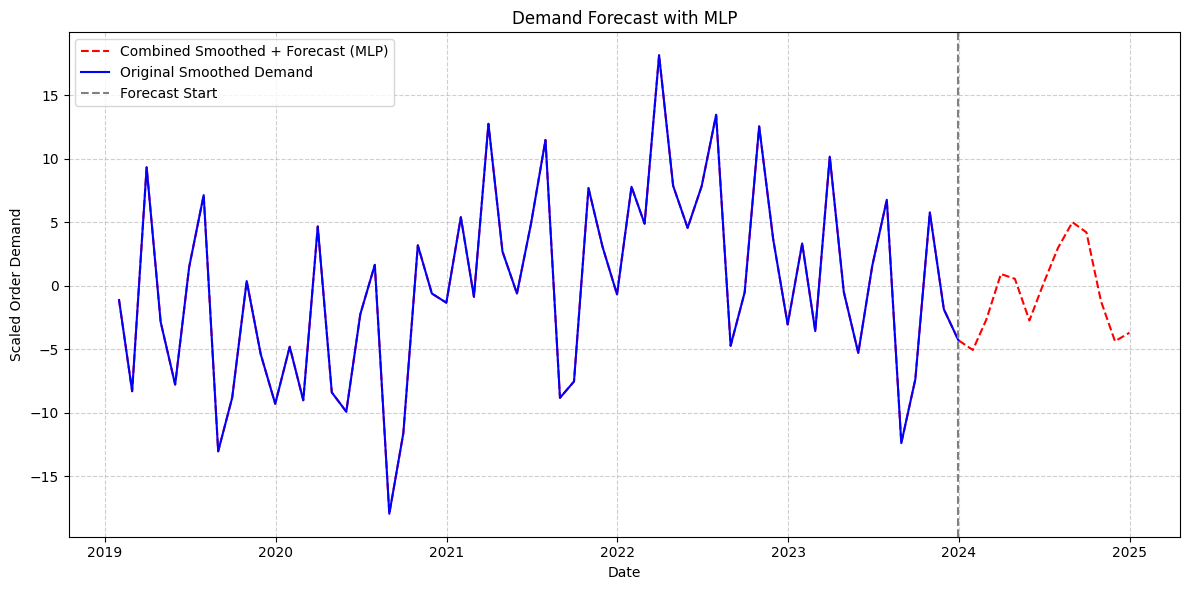 Demand Forecast with MLP
Combined Smoothed + Forecast (MLP)
Original Smoothed Demand
Forecast Start
Scaled Order Demand
15
10
5
0
−5
−10
−15
2019 2020 2021 2022 2023 2024 2025
Date